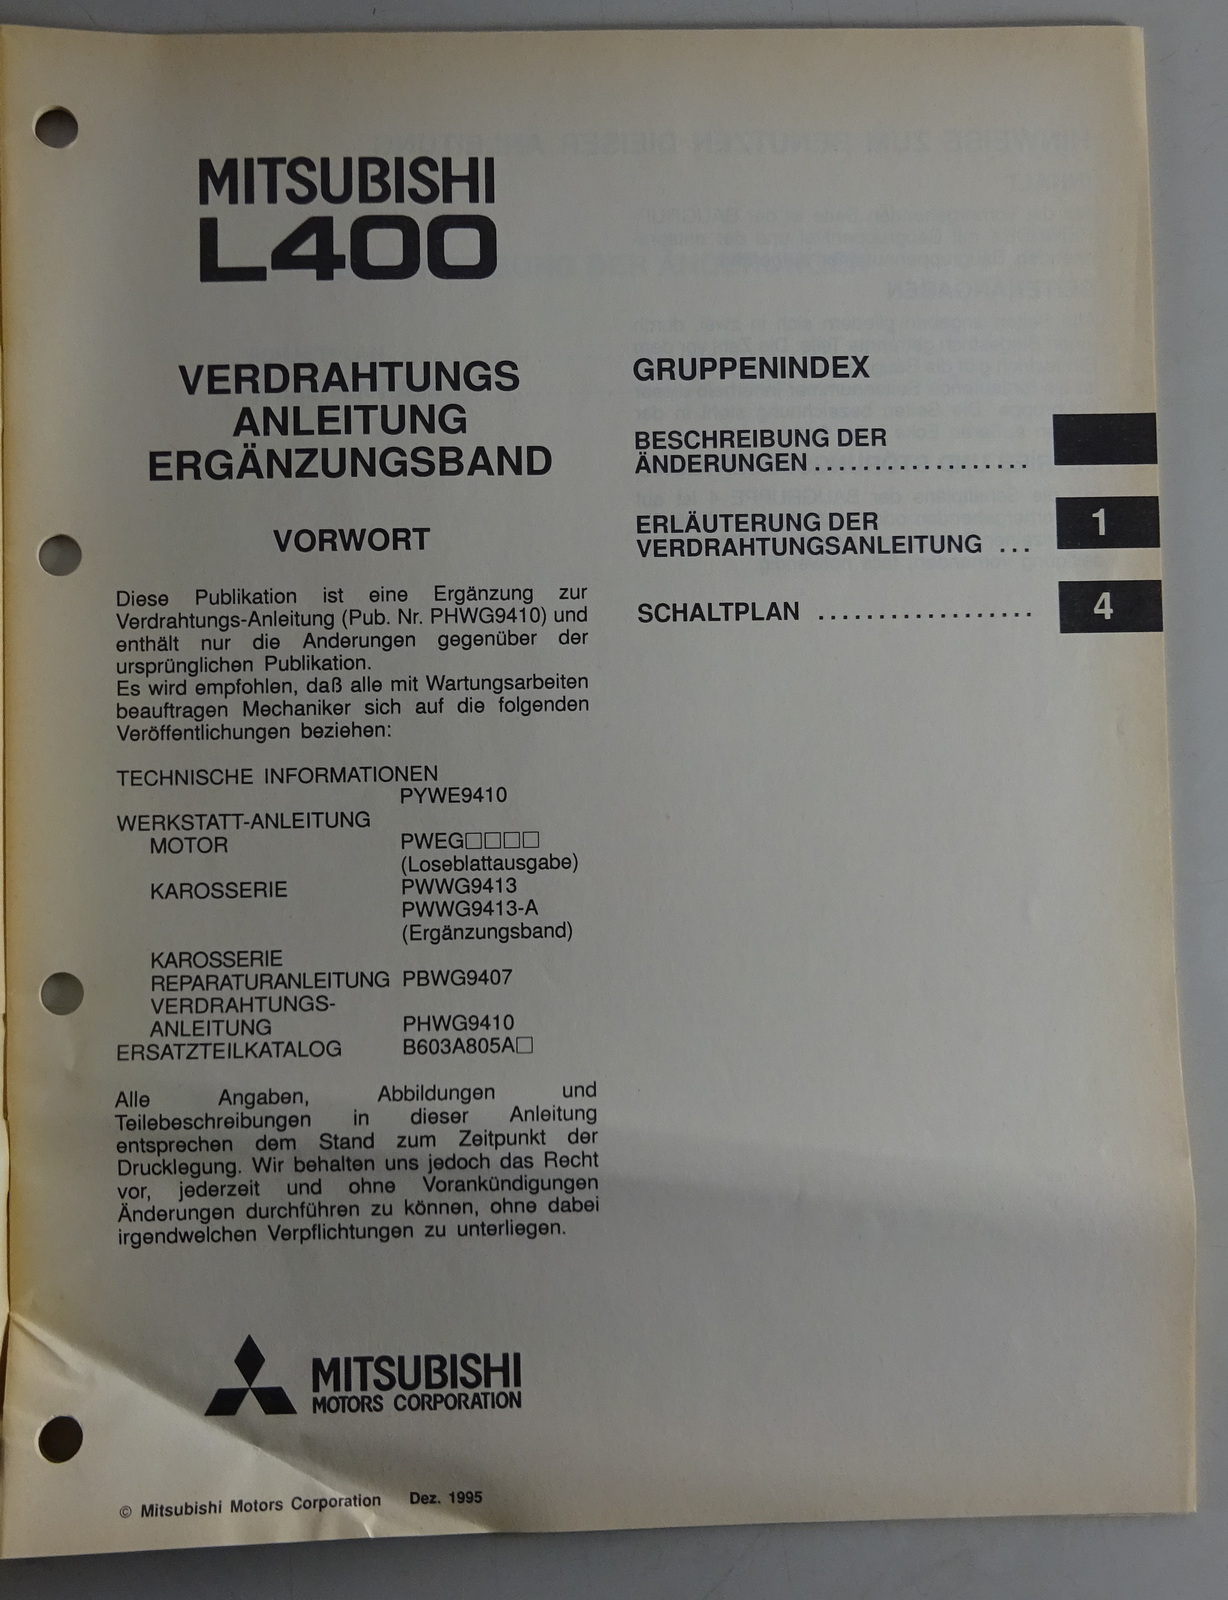 MITSUBISHI
L400
VERDRAHTUNGS
ANLEITUNG
ERGÄNZUNGSBAND
VORWORT
Diese Publikation ist eine Ergänzung zur
Verdrahtungs-Anleitung (Pub. Nr. PHWG9410) und
enthält nur die Anderungen gegenüber der
ursprünglichen Publikation.
Es wird empfohlen, daß alle mit Wartungsarbeiten
beauftragen Mechaniker sich auf die folgenden
Veröffentlichungen beziehen:
TECHNISCHE INFORMATIONEN
PYWE9410
WERKSTATT-ANLEITUNG
MOTOR PWEG□□□□
(Loseblattausgabe)
KAROSSERIE PWWG9413
PWWG9413-A
(Ergänzungsband)
KAROSSERIE
REPARATURANLEITUNG PBWG9407
VERDRAHTUNGS-
ANLEITUNG PHWG9410
ERSATZTEILKATALOG B603A805A□
Alle Angaben, Abbildungen und
Teilebeschreibungen in dieser Anleitung
entsprechen dem Stand zum Zeitpunkt der
Drucklegung. Wir behalten uns jedoch das Recht
vor, jederzeit und ohne Vorankündigungen
Änderungen durchführen zu können, ohne dabei
irgendwelchen Verpflichtungen zu unterliegen.
MITSUBISHI
MOTORS CORPORATION
© Mitsubishi Motors Corporation Dez. 1995
GRUPPENINDEX
BESCHREIBUNG DER
ÄNDERUNGEN ..................
ERLÄUTERUNG DER
VERDRAHTUNGSANLEITUNG ... 1
SCHALTPLAN .................. 4